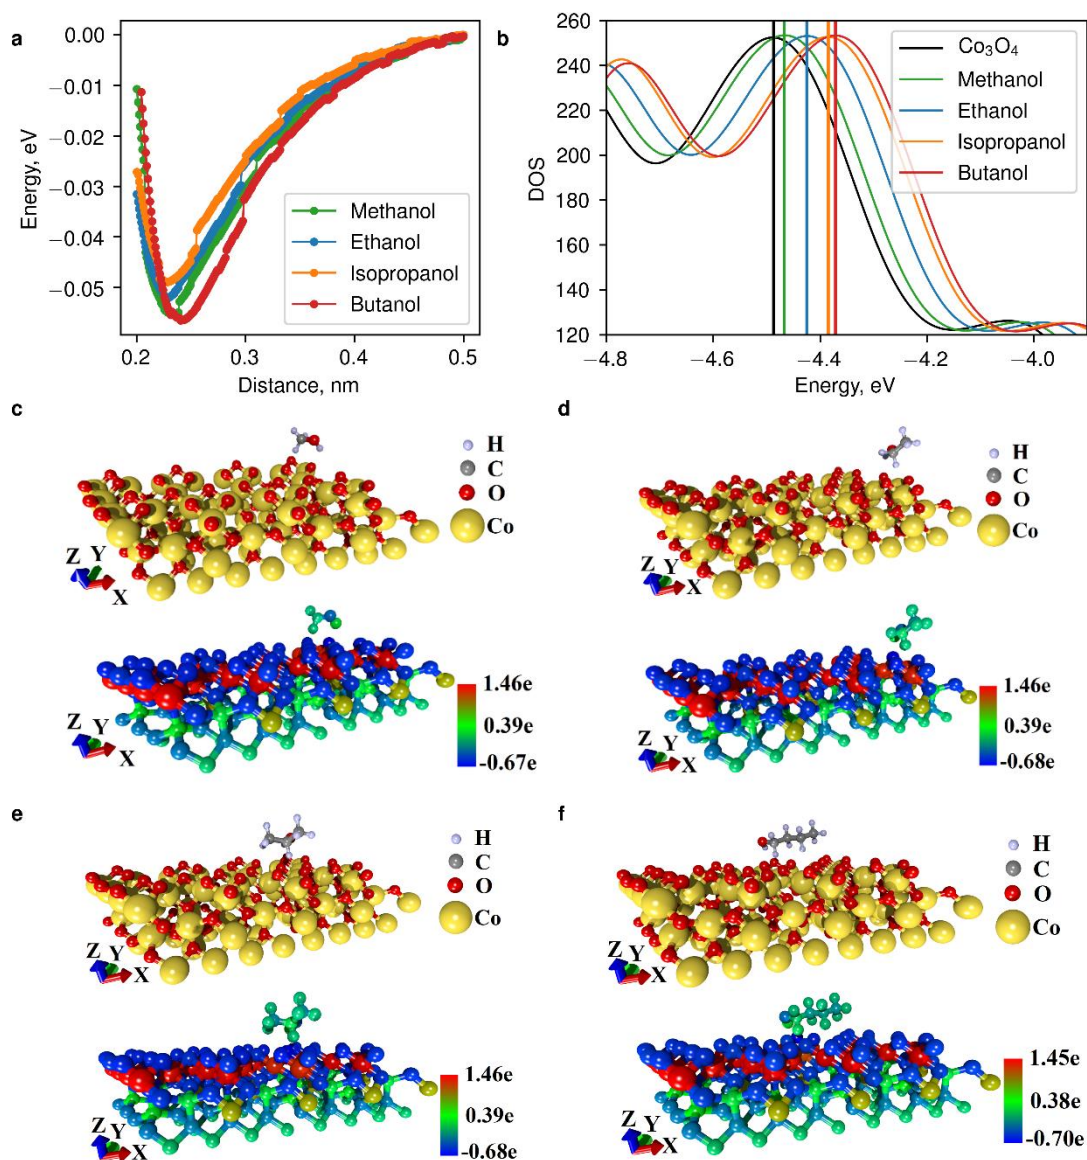 a
0.00
−0.01
−0.02
−0.03
−0.04
−0.05
Energy, eV
0.2
0.3
0.4
0.5
Distance, nm
Methanol
Ethanol
Isopropanol
Butanol
b
260
240
220
200
180
160
140
120
DOS
−4.8
−4.6
−4.4
−4.2
−4.0
Energy, eV
Co₃O₄
Methanol
Ethanol
Isopropanol
Butanol
c
H
C
O
Co
Z
Y
X
1.46e
0.39e
-0.67e
Z
Y
X
d
H
C
O
Co
Z
Y
X
1.46e
0.39e
-0.68e
Z
Y
X
e
H
C
O
Co
Z
Y
X
1.46e
0.39e
-0.68e
Z
Y
X
f
H
C
O
Co
Z
Y
X
1.45e
0.38e
-0.70e
Z
Y
X